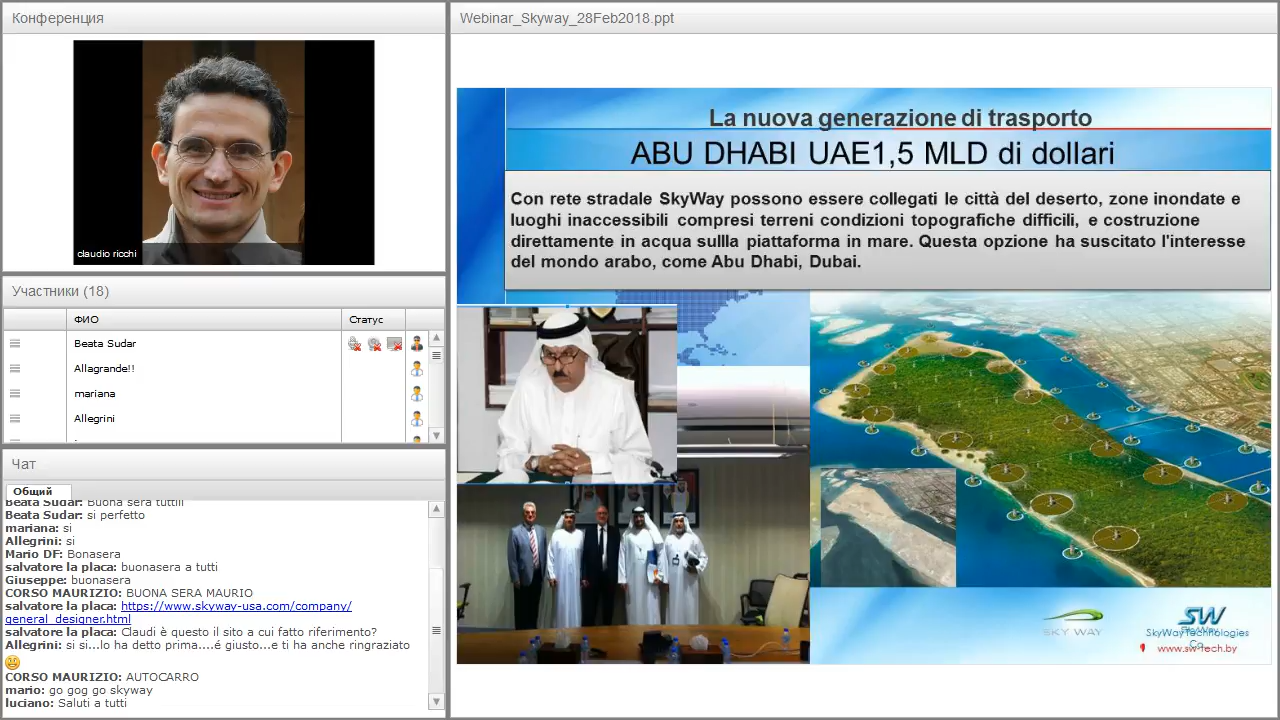 Конференция
claudio ricchi
Участники (18)
ФИО
Статус
Beata Sudar
Allagrande!!
mariana
Allegrini
Чат
Общий
Beata Sudar: Buona sera tuttiii
Beata Sudar: si perfetto
mariana: si
Allegrini: si
Mario DF: Bonasera
salvatore la placa: buonasera a tutti
Giuseppe: buonasera
CORSO MAURIZIO: BUONA SERA MAURIO
salvatore la placa: https://www.skyway-usa.com/company/
general_designer.html
salvatore la placa: Claudi è questo il sito a cui fatto riferimento?
Allegrini: si si...lo ha detto prima....é giusto...e ti ha anche ringraziato
CORSO MAURIZIO: AUTOCARRO
mario: go gog go skyway
luciano: Saluti a tutti
Webinar_Skyway_28Feb2018.ppt
La nuova generazione di trasporto
ABU DHABI UAE1,5 MLD di dollari
Con rete stradale SkyWay possono essere collegati le città del deserto, zone inondate e
luoghi inaccessibili compresi terreni condizioni topografiche difficili, e costruzione
direttamente in acqua sullla piattaforma in mare. Questa opzione ha suscitato l'interesse
del mondo arabo, come Abu Dhabi, Dubai.
SKY WAY
SW
SkyWay
SkyWayTechnologies
Co.
www.sw-tech.by